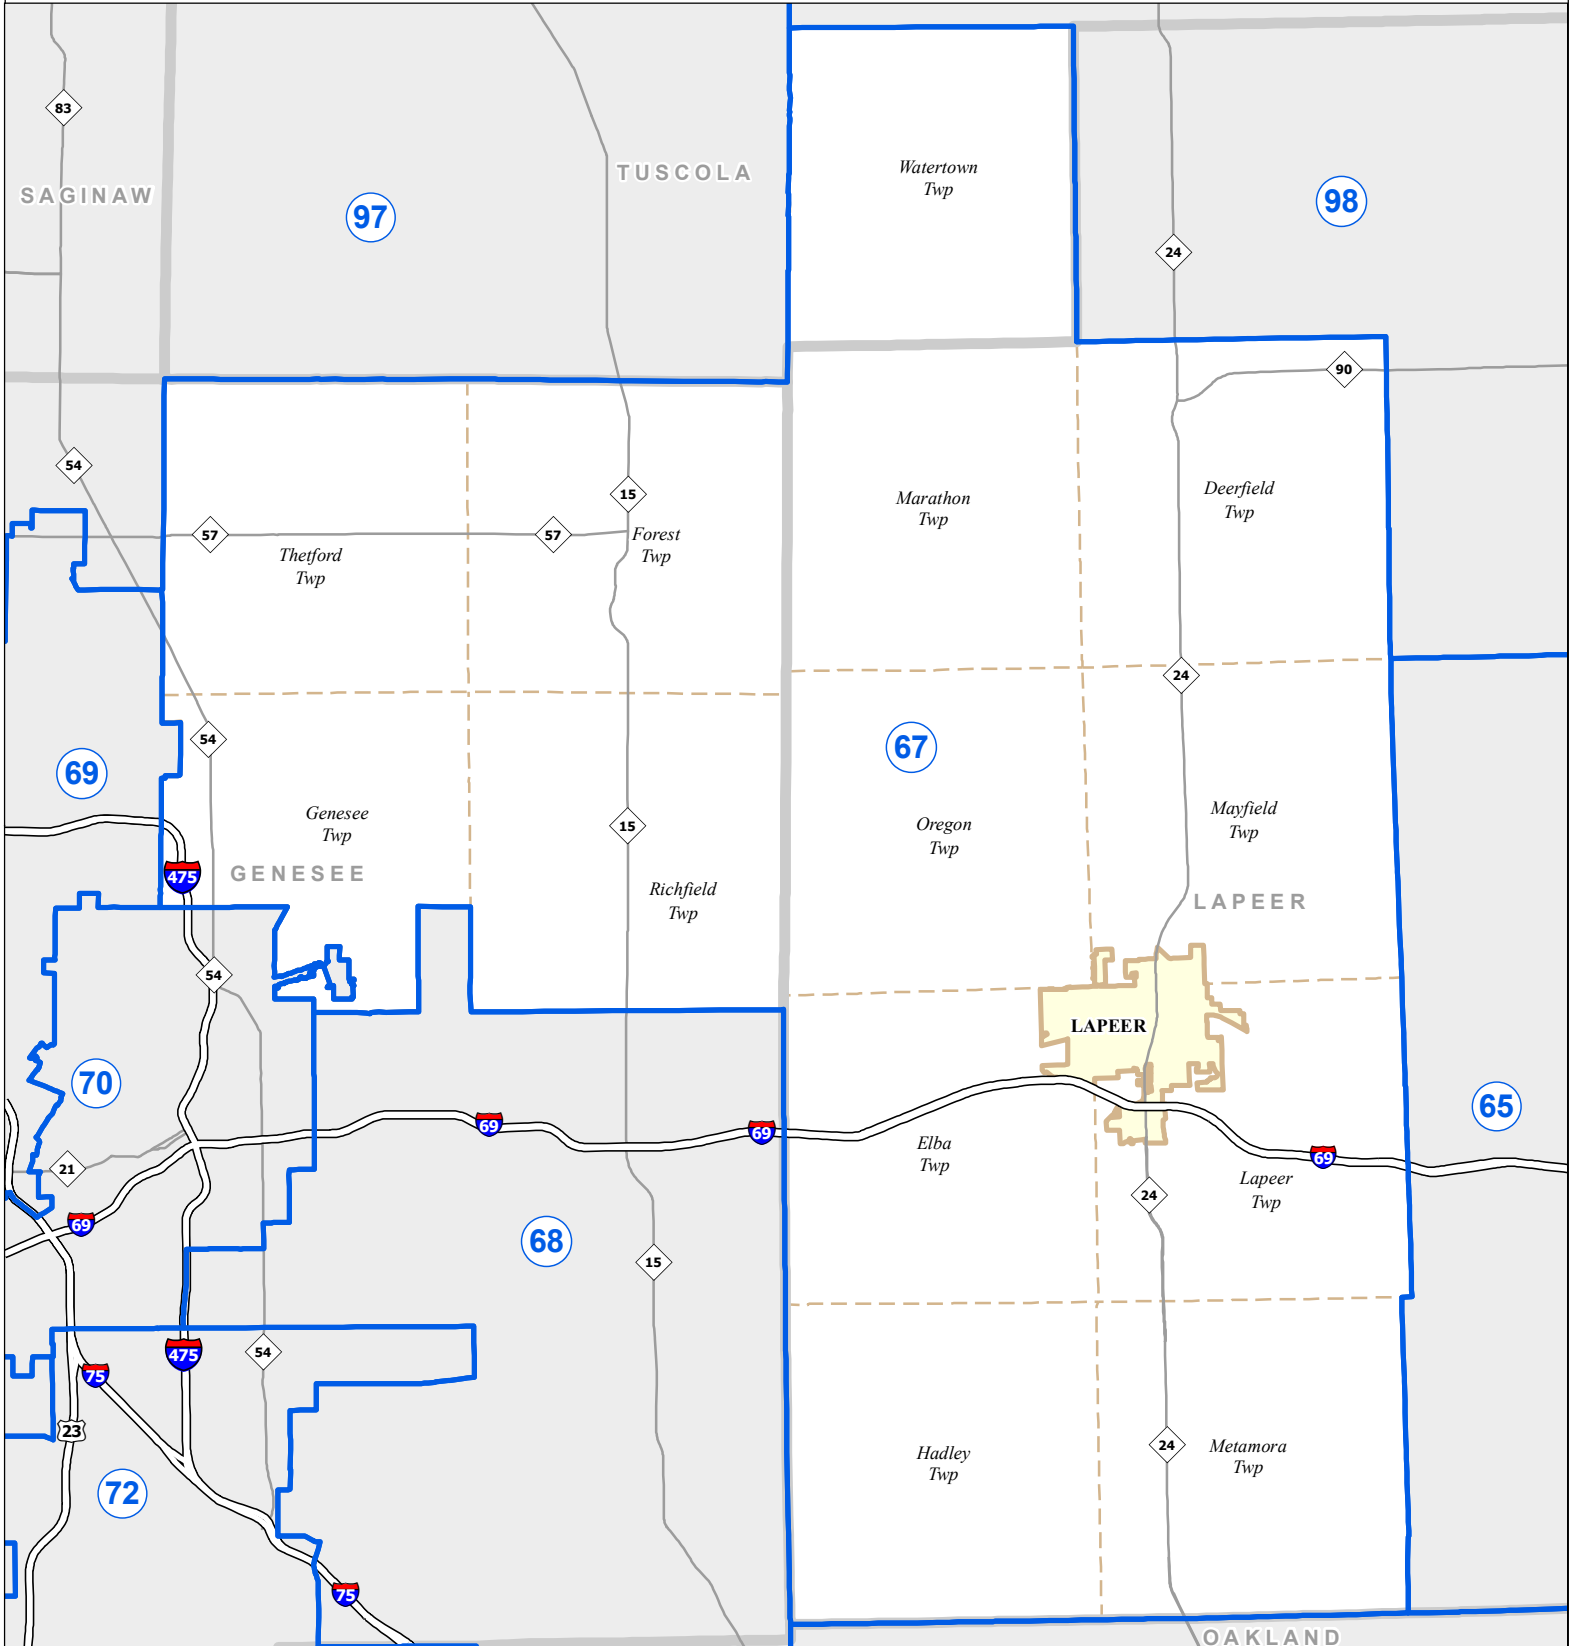 83
TUSCOLA
Watertown
Twp
SAGINAW
97
98
24
90
54
15
Marathon
Twp
Deerfield
Twp
57
57
Forest
Twp
Thetford
Twp
24
54
67
69
Genesee
Twp
15
Oregon
Twp
Mayfield
Twp
475
GENESEE
Richfield
Twp
LAPEER
54
LAPEER
70
65
69
69
21
Elba
Twp
69
Lapeer
Twp
24
69
68
15
475
54
75
23
Hadley
Twp
24
Metamora
Twp
72
75
OAKLAND